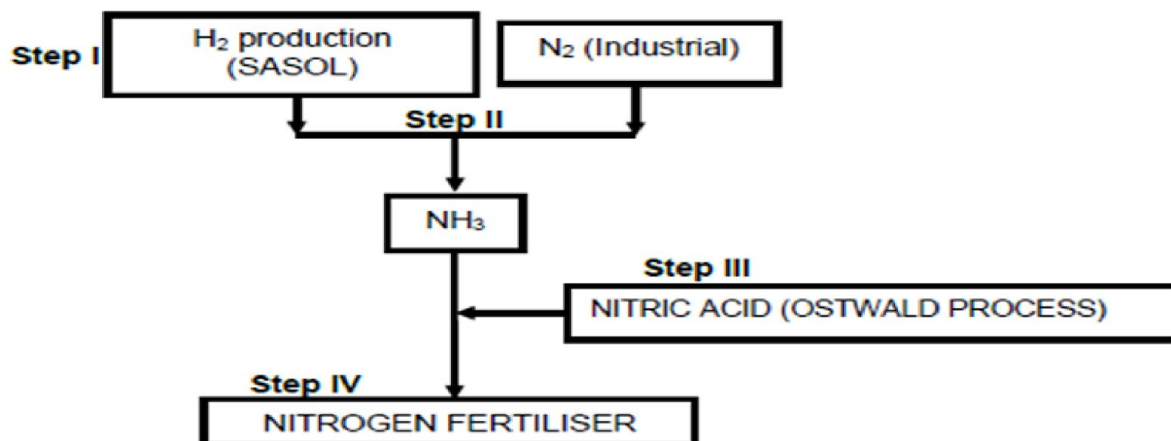 Step I
H₂ production
(SASOL)
N₂ (Industrial)
Step II
NH₃
Step III
NITRIC ACID (OSTWALD PROCESS)
Step IV
NITROGEN FERTILISER